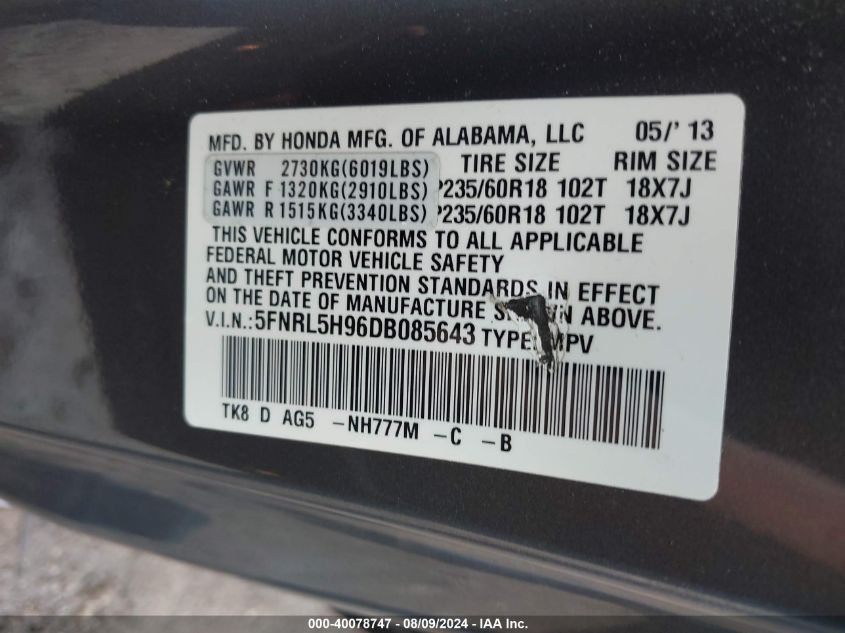 MFD. BY HONDA MFG. OF ALABAMA, LLC 05/' 13
GVWR 2730KG(6019LBS) TIRE SIZE RIM SIZE
GAWR F 1320KG(2910LBS) P235/60R18 102T 18X7J
GAWR R 1515KG(3340LBS) P235/60R18 102T 18X7J
THIS VEHICLE CONFORMS TO ALL APPLICABLE
FEDERAL MOTOR VEHICLE SAFETY
AND THEFT PREVENTION STANDARDS IN EFFECT
ON THE DATE OF MANUFACTURE SHOWN ABOVE.
V.I.N.: 5FNRL5H96DB085643 TYPE: MPV
TK8 D AG5 -NH777M -C -B
000-40078747 - 08/09/2024 - IAA Inc.